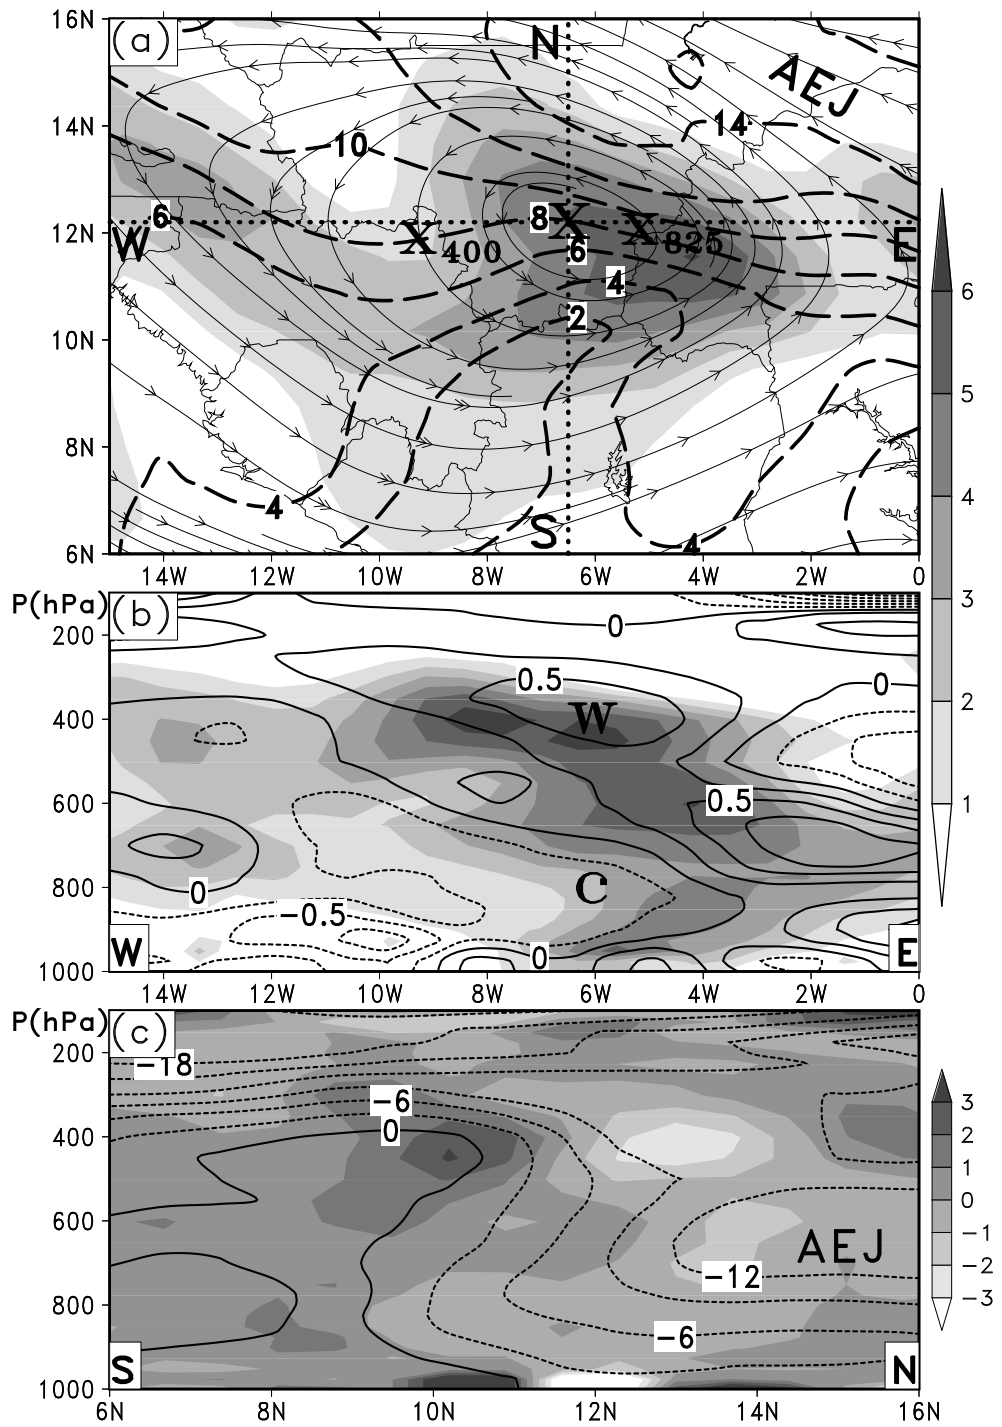 16N
(a)
N
AEJ
14N
10
14
12N
6
8
X
X 400
X 825
W
E
6
4
10N
2
8N
4
S
4
6N
14W 12W 10W 8W 6W 4W 2W 0
6
5
4
3
2
1
P(hPa)
(b)
0
200
0.5
0
400
W
600
0.5
800
0
C
-0.5
0
W
E
1000
14W 12W 10W 8W 6W 4W 2W 0
P(hPa)
(c)
200
-18
-6
400
0
600
AEJ
-12
800
-6
S
N
1000
6N 8N 10N 12N 14N 16N
3
2
1
0
-1
-2
-3